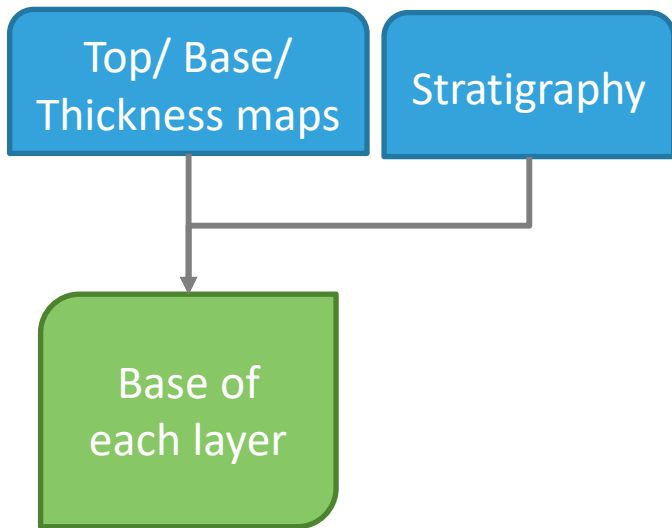 Top/ Base/
Thickness maps
Stratigraphy
Base of
each layer